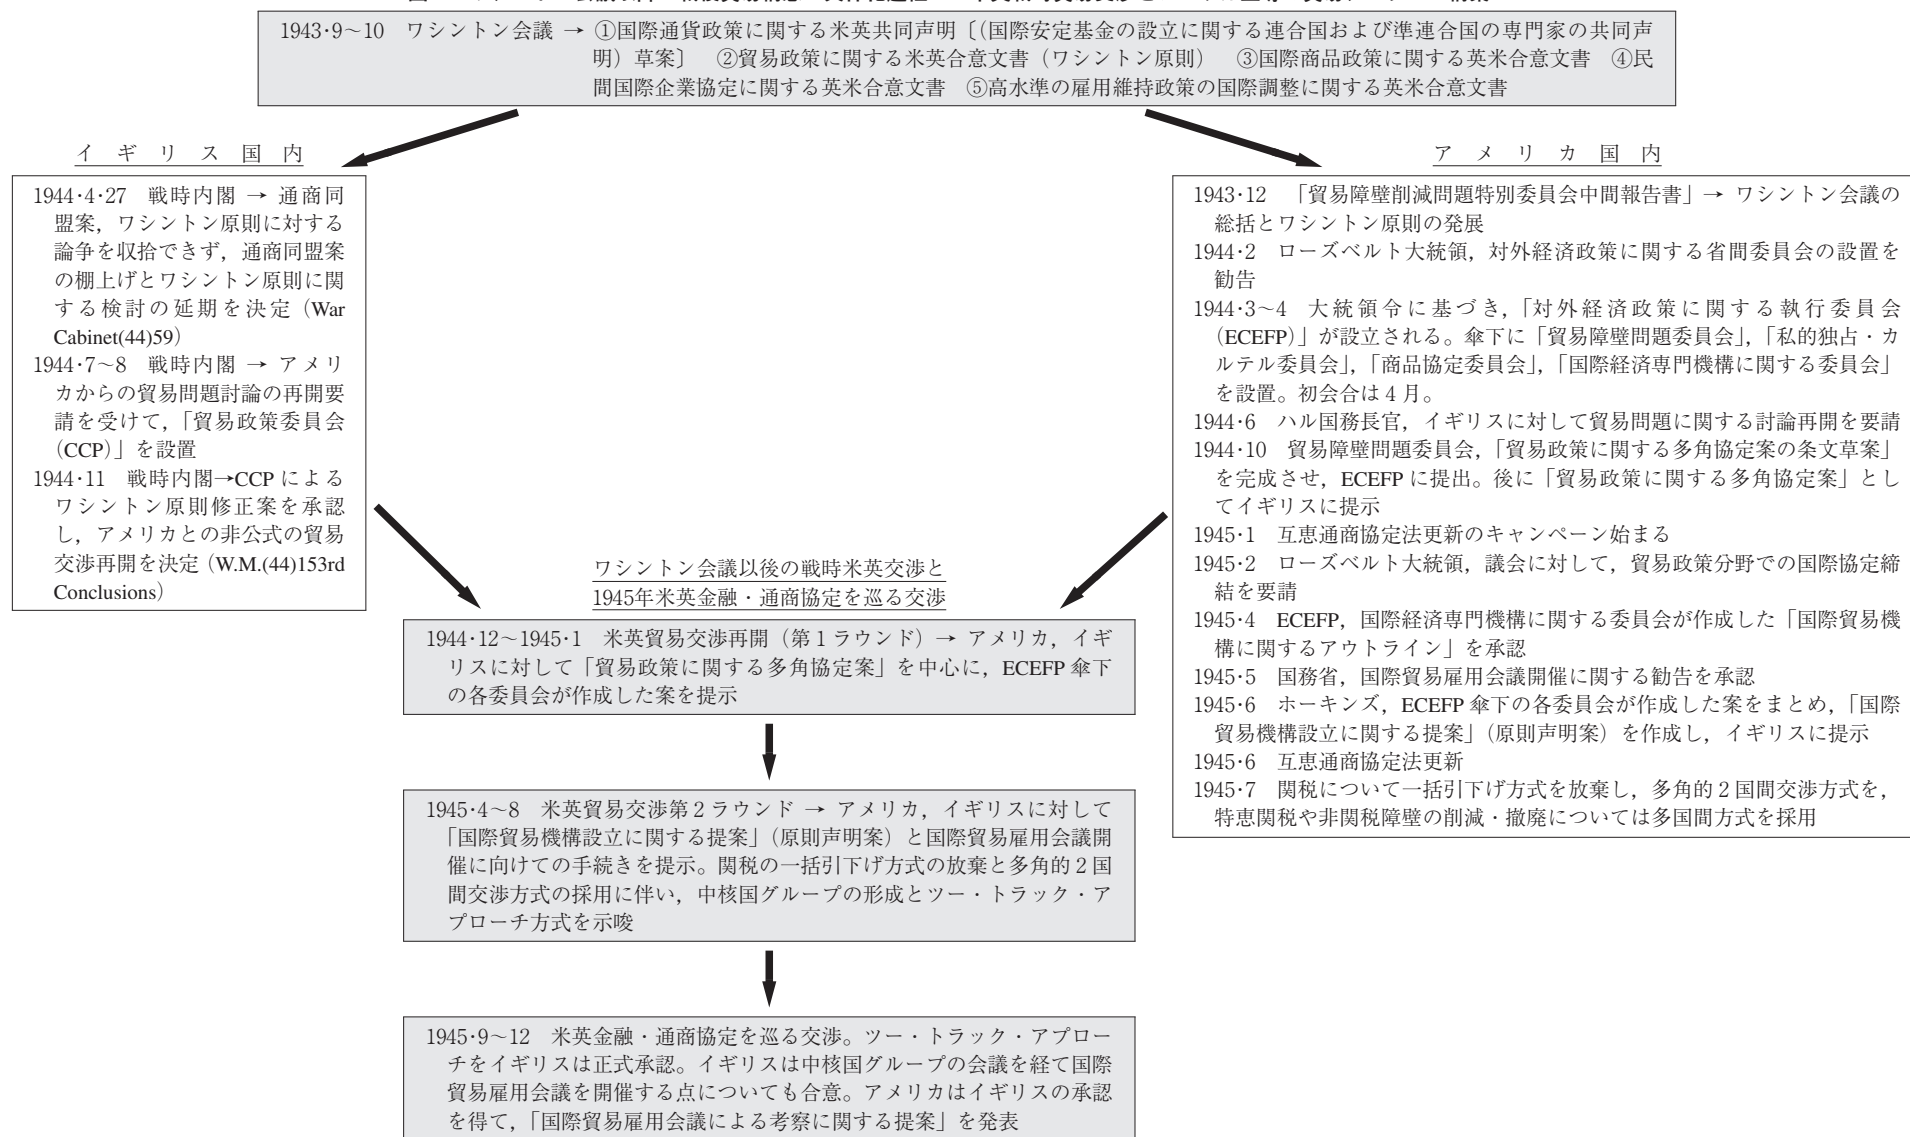 1943·9~10　ワシントン会議 → ①国際通貨政策に関する米英共同声明〔(国際安定基金の設立に関する連合国および準連合国の専門家の共同声
明）草案〕　②貿易政策に関する米英合意文書（ワシントン原則）　③国際商品政策に関する英米合意文書　④民
間国際企業協定に関する英米合意文書　⑤高水準の雇用維持政策の国際調整に関する英米合意文書
イ　ギ　リ　ス　国　内
1944·4·27　戦時内閣 → 通商同
盟案，ワシントン原則に対する
論争を収拾できず，通商同盟案
の棚上げとワシントン原則に関
する検討の延期を決定（War
Cabinet(44)59）
1944·7~8　戦時内閣 → アメリ
カからの貿易問題討論の再開要
請を受けて，「貿易政策委員会
（CCP）」を設置
1944·11　戦時内閣→CCP による
ワシントン原則修正案を承認
し，アメリカとの非公式の貿易
交渉再開を決定（W.M.(44)153rd
Conclusions）
ア　メ　リ　カ　国　内
1943·12　「貿易障壁削減問題特別委員会中間報告書」→ ワシントン会議の
総括とワシントン原則の発展
1944·2　ローズベルト大統領，対外経済政策に関する省間委員会の設置を
勧告
1944·3~4　大統領令に基づき，「対外経済政策に関する執行委員会
（ECEFP）」が設立される。傘下に「貿易障壁問題委員会」，「私的独占・カ
ルテル委員会」，「商品協定委員会」，「国際経済専門機構に関する委員会」
を設置。初会合は４月。
1944·6　ハル国務長官，イギリスに対して貿易問題に関する討論再開を要請
1944·10　貿易障壁問題委員会，「貿易政策に関する多角協定案の条文草案」
を完成させ，ECEFP に提出。後に「貿易政策に関する多角協定案」とし
てイギリスに提示
1945·1　互恵通商協定法更新のキャンペーン始まる
1945·2　ローズベルト大統領，議会に対して，貿易政策分野での国際協定締
結を要請
1945·4　ECEFP，国際経済専門機構に関する委員会が作成した「国際貿易機
構に関するアウトライン」を承認
1945·5　国務省，国際貿易雇用会議開催に関する勧告を承認
1945·6　ホーキンズ，ECEFP 傘下の各委員会が作成した案をまとめ，「国際
貿易機構設立に関する提案」（原則声明案）を作成し，イギリスに提示
1945·6　互恵通商協定法更新
1945·7　関税について一括引下げ方式を放棄し，多角的２国間交渉方式を，
特恵関税や非関税障壁の削減・撤廃については多国間方式を採用
ワシントン会議以後の戦時米英交渉と
1945年米英金融・通商協定を巡る交渉
1944·12~1945·1　米英貿易交渉再開（第１ラウンド）→ アメリカ，イギ
リスに対して「貿易政策に関する多角協定案」を中心に，ECEFP 傘下
の各委員会が作成した案を提示
1945·4~8　米英貿易交渉第２ラウンド → アメリカ，イギリスに対して
「国際貿易機構設立に関する提案」（原則声明案）と国際貿易雇用会議開
催に向けての手続きを提示。関税の一括引下げ方式の放棄と多角的２国
間交渉方式の採用に伴い，中核国グループの形成とツー・トラック・ア
プローチ方式を示唆
1945·9~12　米英金融・通商協定を巡る交渉。ツー・トラック・アプロー
チをイギリスは正式承認。イギリスは中核国グループの会議を経て国際
貿易雇用会議を開催する点についても合意。アメリカはイギリスの承認
を得て，「国際貿易雇用会議による考察に関する提案」を発表